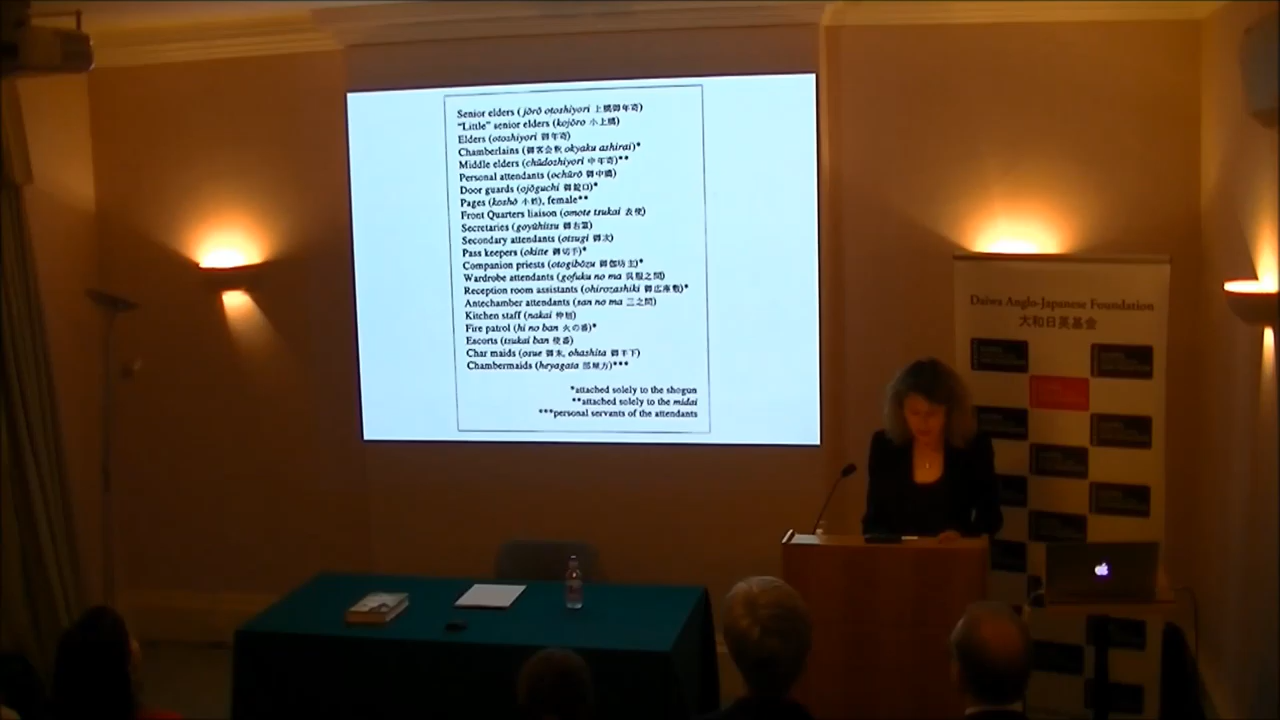 Senior elders (jōrō otoshiyori 上臈御年寄)
"Little" senior elders (kojōro 小上臈)
Elders (otoshiyori 御年寄)
Chamberlains (御客会釈 okyaku ashirai)*
Middle elders (chūdoshiyori 中年寄)**
Personal attendants (ochūrō 御中臈)
Door guards (ojōguchi 御錠口)*
Pages (koshō 小姓), female**
Front Quarters liaison (omote tsukai 表使)
Secretaries (goyūhitsu 御右筆)
Secondary attendants (otsugi 御次)
Pass keepers (okitte 御切手)*
Companion priests (otogibōzu 御伽坊主)*
Wardrobe attendants (gofuku no ma 呉服之間)
Reception room assistants (ohirozashiki 御広座敷)*
Antechamber attendants (san no ma 三之間)
Kitchen staff (nakai 仲居)
Fire patrol (hi no ban 火の番)*
Escorts (tsukai ban 使番)
Char maids (osue 御末, ohashita 御半下)
Chambermaids (heyagata 部屋方)***
*attached solely to the shogun
**attached solely to the midai
***personal servants of the attendants
Daiwa Anglo-Japanese Foundation
大和日英基金